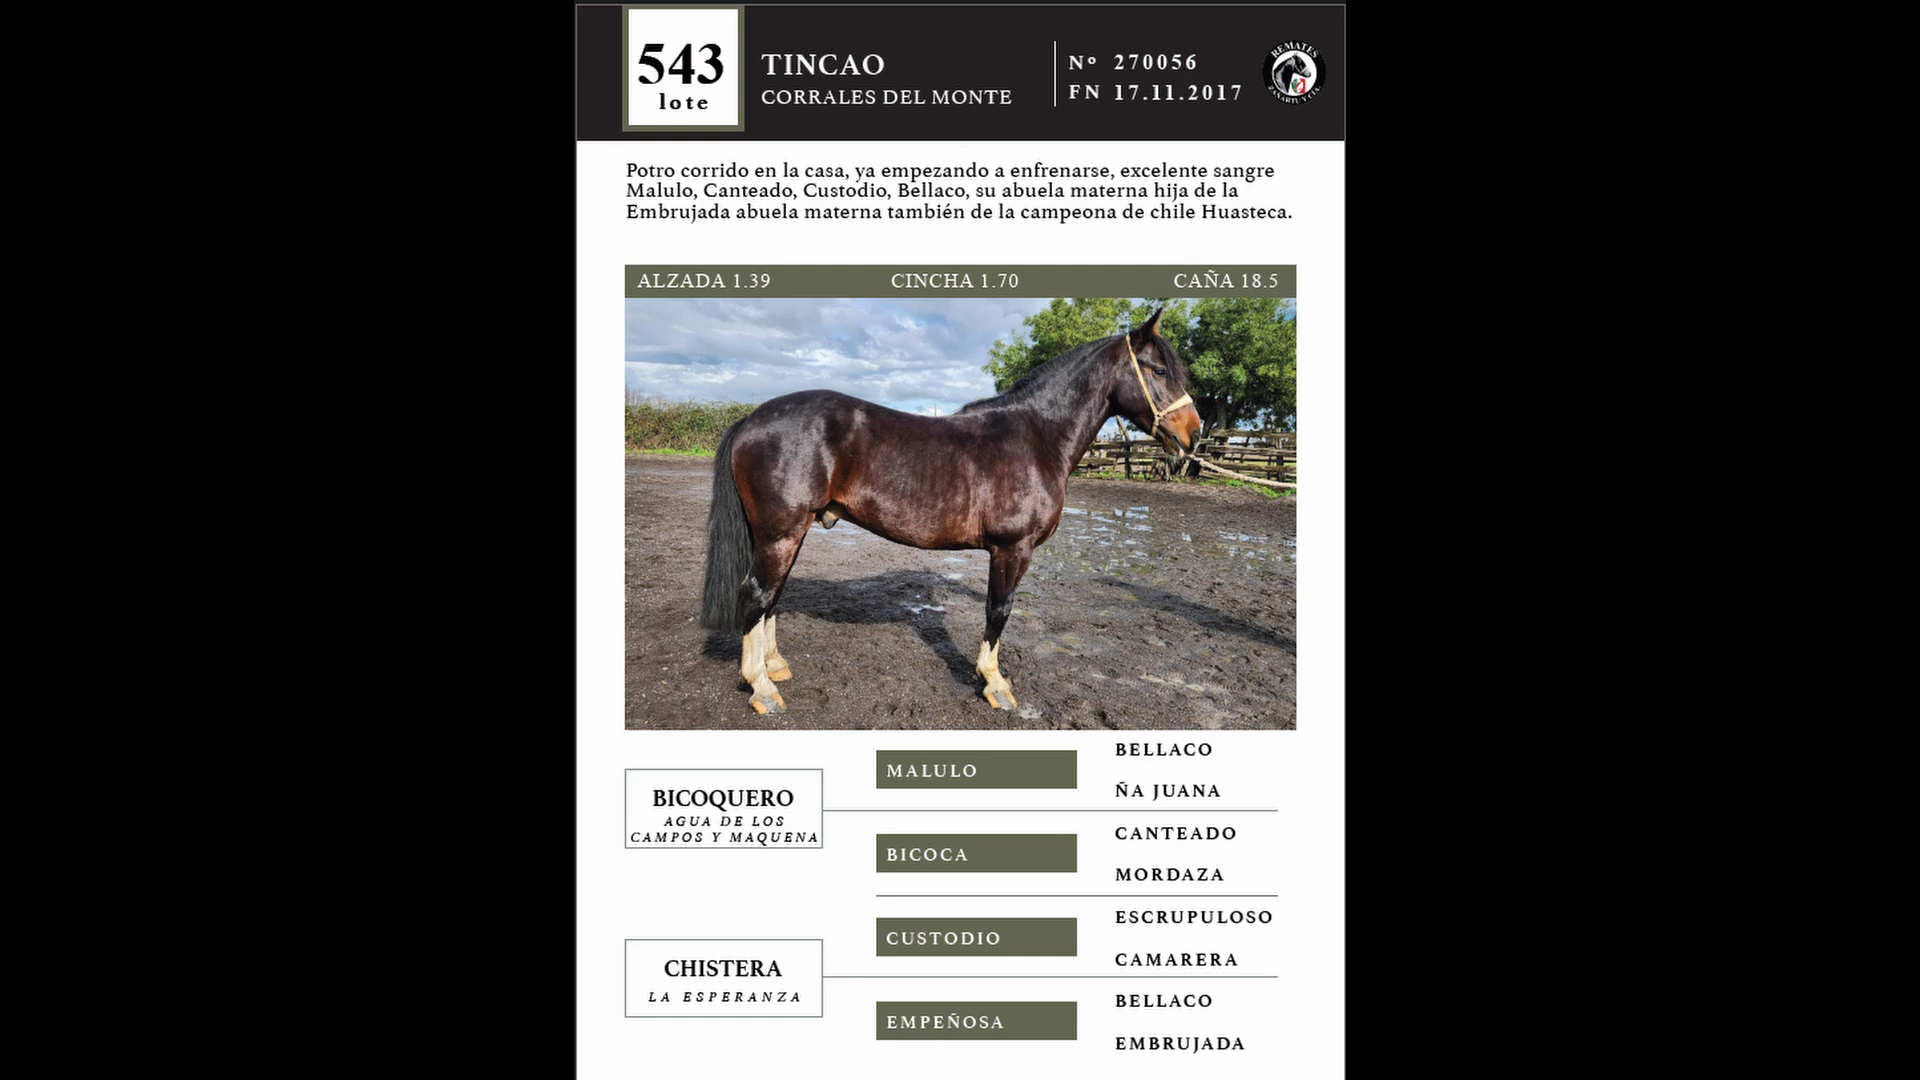 543
lote
TINCAO
CORRALES DEL MONTE
Nº 270056
FN 17.11.2017
REMATES
ZAÑARTU Y CIA.
Potro corrido en la casa, ya empezando a enfrenarse, excelente sangre
Malulo, Canteado, Custodio, Bellaco, su abuela materna hija de la
Embrujada abuela materna también de la campeona de chile Huasteca.
ALZADA 1.39 CINCHA 1.70 CAÑA 18.5
BELLACO
MALULO
ÑA JUANA
BICOQUERO
AGUA DE LOS
CAMPOS Y MAQUENA
CANTEADO
BICOCA
MORDAZA
ESCRUPULOSO
CUSTODIO
CAMARERA
CHISTERA
LA ESPERANZA
BELLACO
EMPEÑOSA
EMBRUJADA